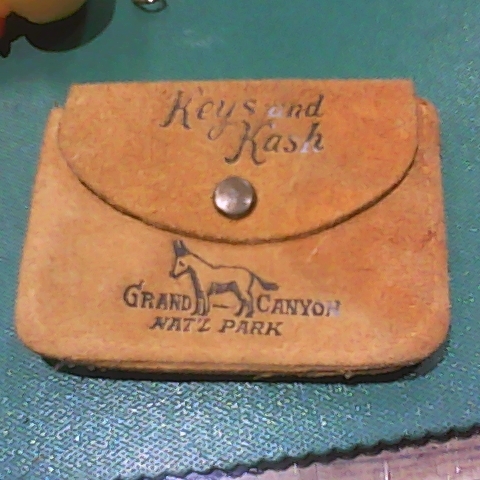 Keys and
Kash
GRAND CANYON
NAT'L PARK